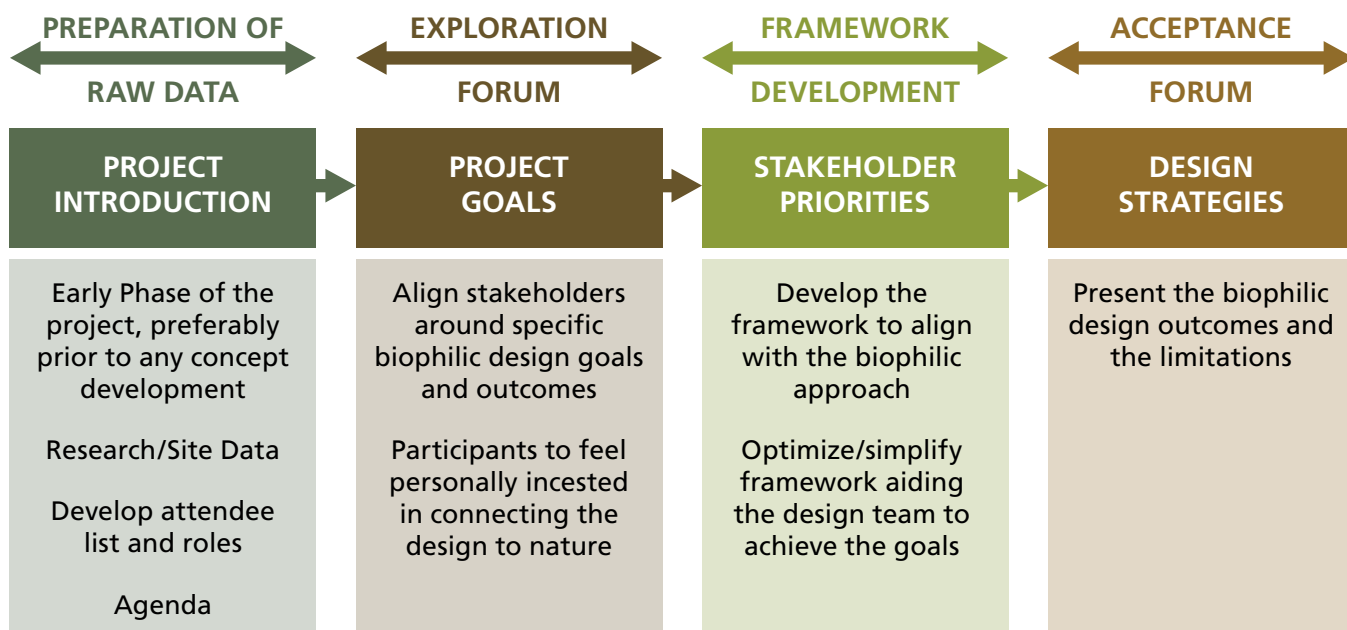 PREPARATION OF
RAW DATA
PROJECT
INTRODUCTION
Early Phase of the
project, preferably
prior to any concept
development
Research/Site Data
Develop attendee
list and roles
Agenda
EXPLORATION
FORUM
PROJECT
GOALS
Align stakeholders
around specific
biophilic design goals
and outcomes
Participants to feel
personally incested
in connecting the
design to nature
FRAMEWORK
DEVELOPMENT
STAKEHOLDER
PRIORITIES
Develop the
framework to align
with the biophilic
approach
Optimize/simplify
framework aiding
the design team to
achieve the goals
ACCEPTANCE
FORUM
DESIGN
STRATEGIES
Present the biophilic
design outcomes and
the limitations